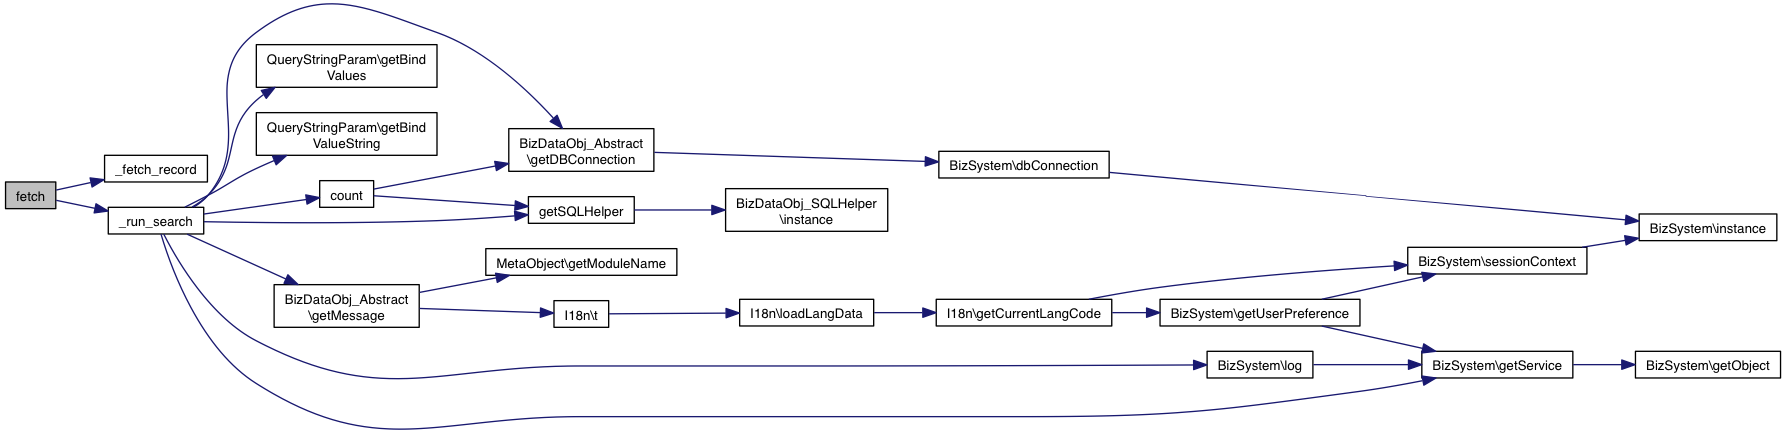 fetch
_fetch_record
_run_search
QueryStringParam\getBind
Values
QueryStringParam\getBind
ValueString
count
BizDataObj_Abstract
\getMessage
BizDataObj_Abstract
\getDBConnection
getSQLHelper
MetaObject\getModuleName
I18n\t
BizDataObj_SQLHelper
\instance
I18n\loadLangData
BizSystem\dbConnection
I18n\getCurrentLangCode
BizSystem\getUserPreference
BizSystem\log
BizSystem\sessionContext
BizSystem\getService
BizSystem\instance
BizSystem\getObject